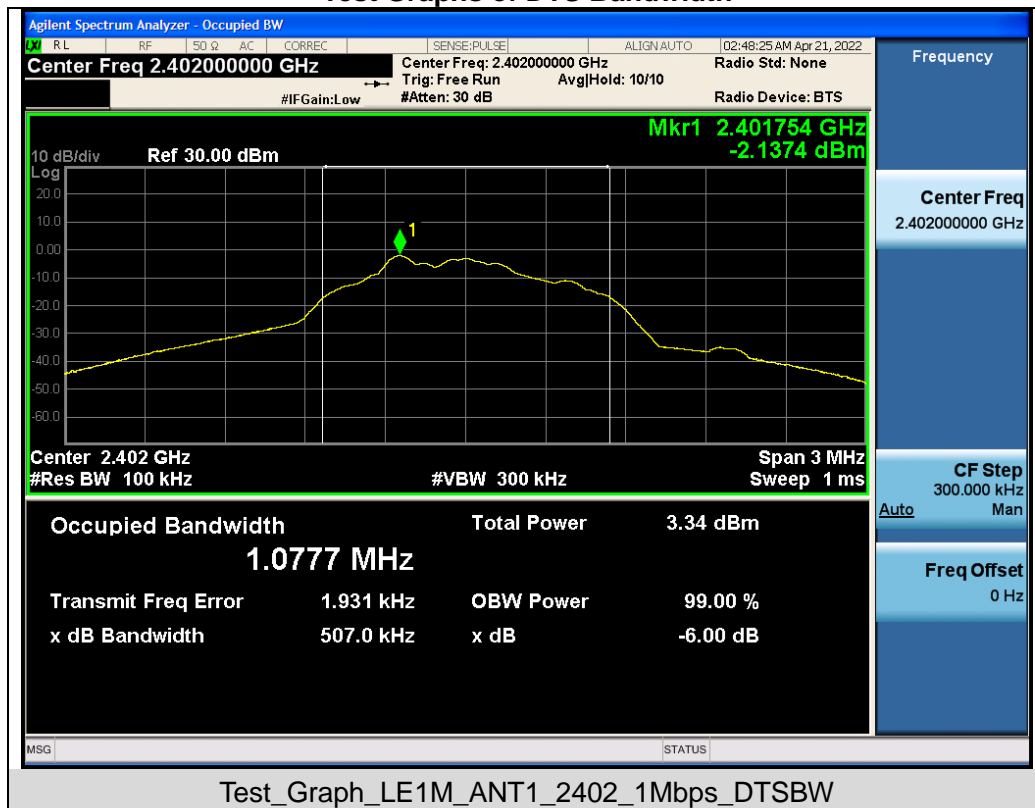 Test Graphs of DTS Bandwidth
Agilent Spectrum Analyzer - Occupied BW
LXI RL RF 50 Ω AC CORREC SENSE:PULSE ALIGN AUTO 02:48:25 AM Apr 21, 2022
Center Freq 2.402000000 GHz
Center Freq: 2.402000000 GHz
Radio Std: None
Trig: Free Run Avg|Hold: 10/10
#IFGain:Low #Atten: 30 dB Radio Device: BTS
Frequency
Mkr1 2.401754 GHz
-2.1374 dBm
10 dB/div Ref 30.00 dBm
Log
20.0
10.0
0.00
-10.0
-20.0
-30.0
-40.0
-50.0
-60.0
1
Center 2.402 GHz Span 3 MHz
#Res BW 100 kHz #VBW 300 kHz Sweep 1 ms
Center Freq
2.402000000 GHz
CF Step
300.000 kHz
Auto Man
Freq Offset
0 Hz
Occupied Bandwidth Total Power 3.34 dBm
1.0777 MHz
Transmit Freq Error 1.931 kHz OBW Power 99.00 %
x dB Bandwidth 507.0 kHz x dB -6.00 dB
MSG STATUS
Test_Graph_LE1M_ANT1_2402_1Mbps_DTSBW